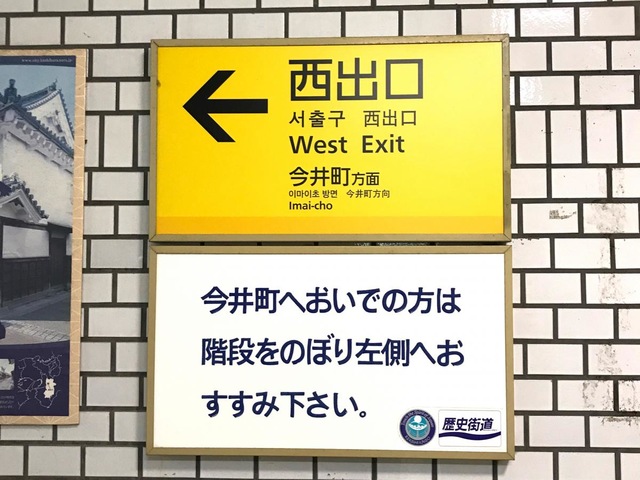 西出口
서출구 西出口
West Exit
今井町方面
이마이초 방면 今井町方向
Imai-cho
今井町へおいでの方は
階段をのぼり左側へお
すすみ下さい。
歴史街道